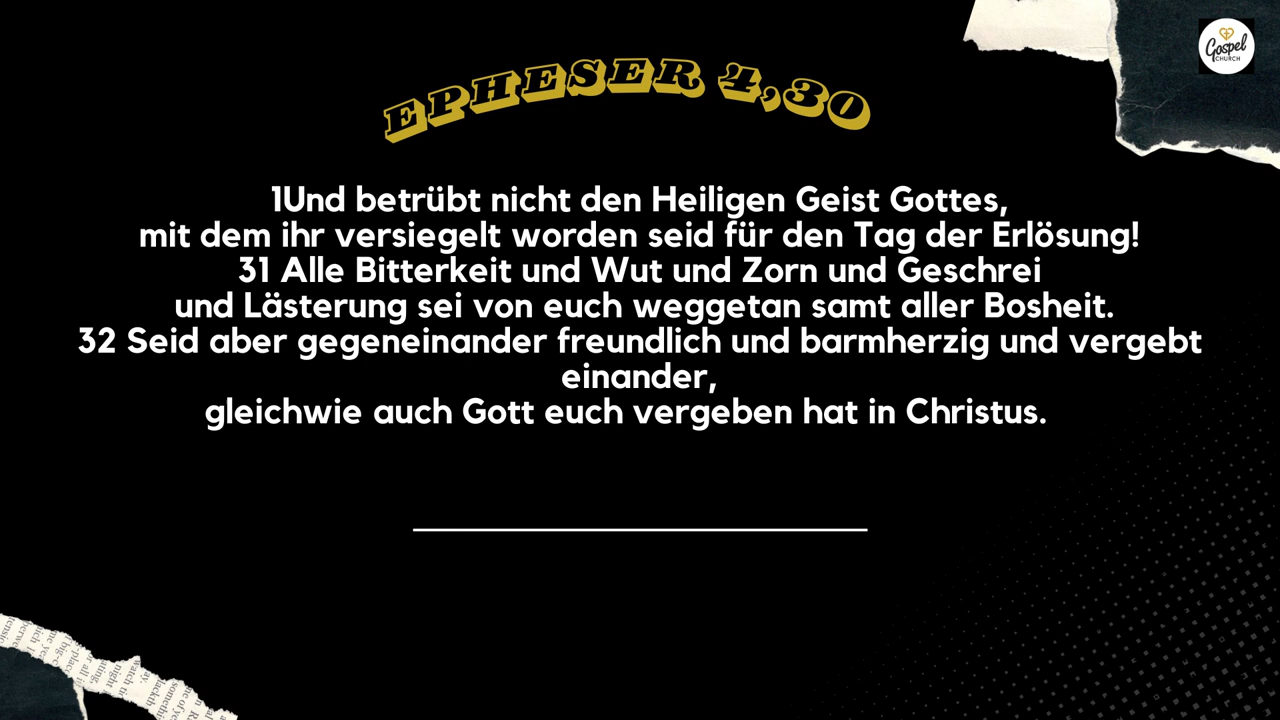 Gospel
CHURCH
EPHESER 4,30
1Und betrübt nicht den Heiligen Geist Gottes,
mit dem ihr versiegelt worden seid für den Tag der Erlösung!
31 Alle Bitterkeit und Wut und Zorn und Geschrei
und Lästerung sei von euch weggetan samt aller Bosheit.
32 Seid aber gegeneinander freundlich und barmherzig und vergebt
einander,
gleichwie auch Gott euch vergeben hat in Christus.